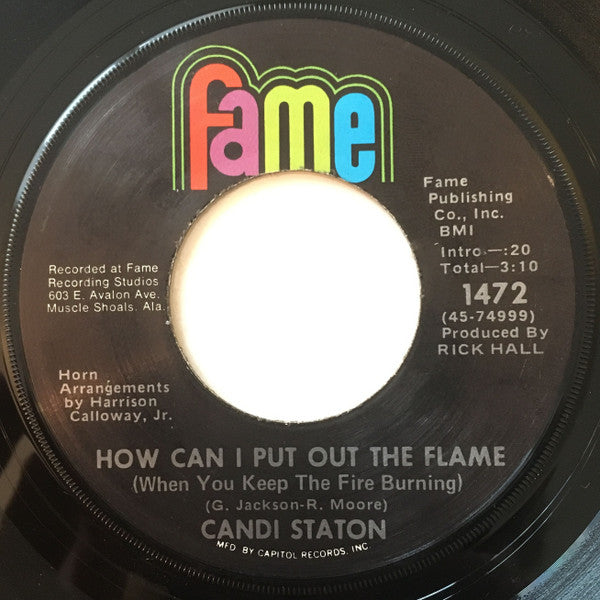 fame
Fame
Publishing
Co., Inc.
BMI
Intro—:20
Total—3:10
1472
(45-74999)
Produced By
RICK HALL
Recorded at Fame
Recording Studios
603 E. Avalon Ave.
Muscle Shoals, Ala.
Horn
Arrangements
by Harrison
Calloway, Jr.
HOW CAN I PUT OUT THE FLAME
(When You Keep The Fire Burning)
(G. Jackson-R. Moore)
CANDI STATON
MFD. BY CAPITOL RECORDS, INC.